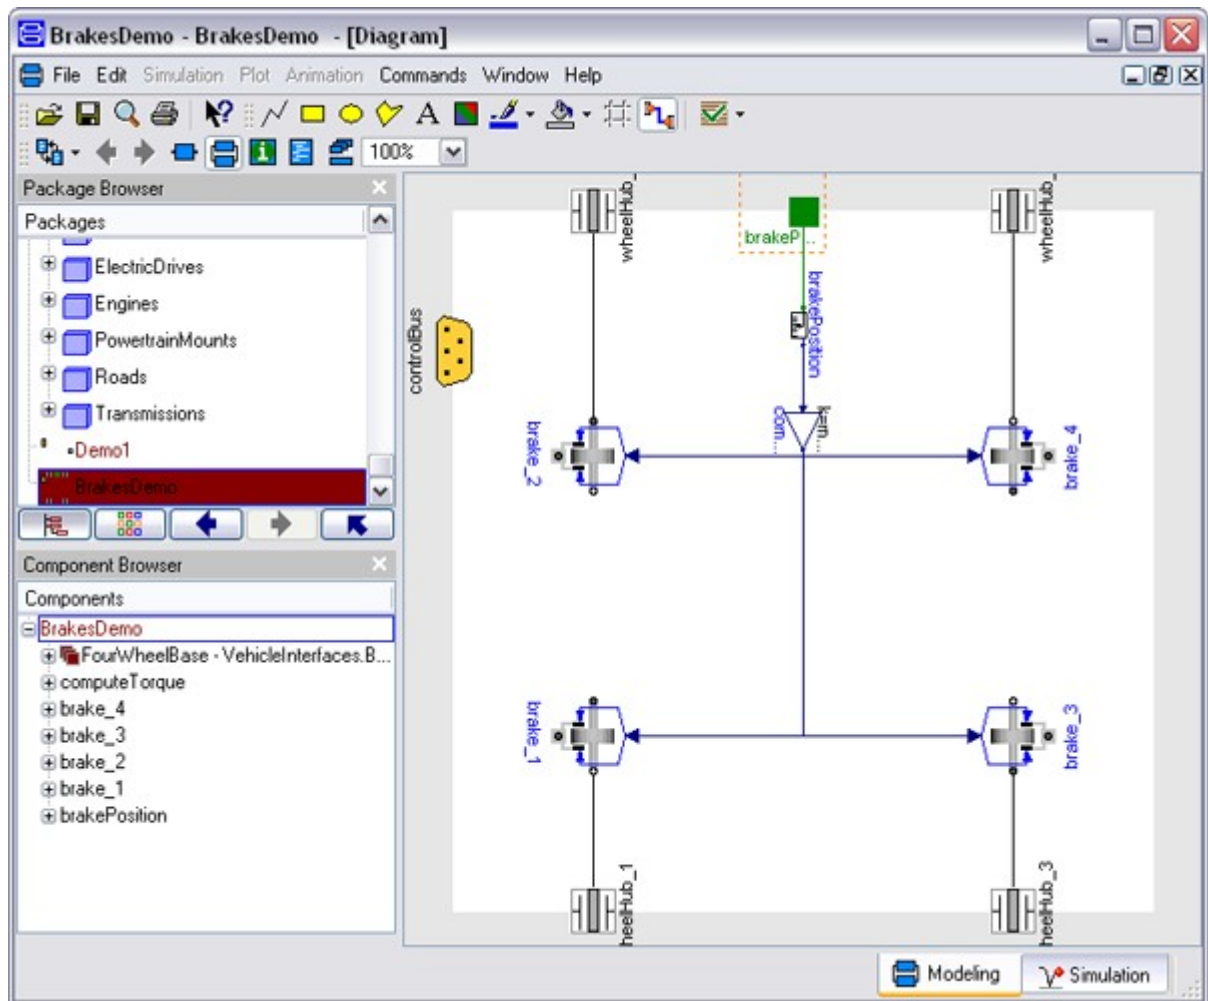 BrakesDemo - BrakesDemo - [Diagram]
File Edit Simulation Plot Animation Commands Window Help
100%
Package Browser
Packages
ElectricDrives
Engines
PowertrainMounts
Roads
Transmissions
Demo1
BrakesDemo
Component Browser
Components
BrakesDemo
FourWheelBase - VehicleInterfaces.B...
computeTorque
brake_4
brake_3
brake_2
brake_1
brakePosition
wheelHub_
brakeP...
wheelHub_
controlBus
brakePosition
com...
k=m...
brake_2
brake_4
brake_1
brake_3
heelHub_1
heelHub_3
Modeling
Simulation